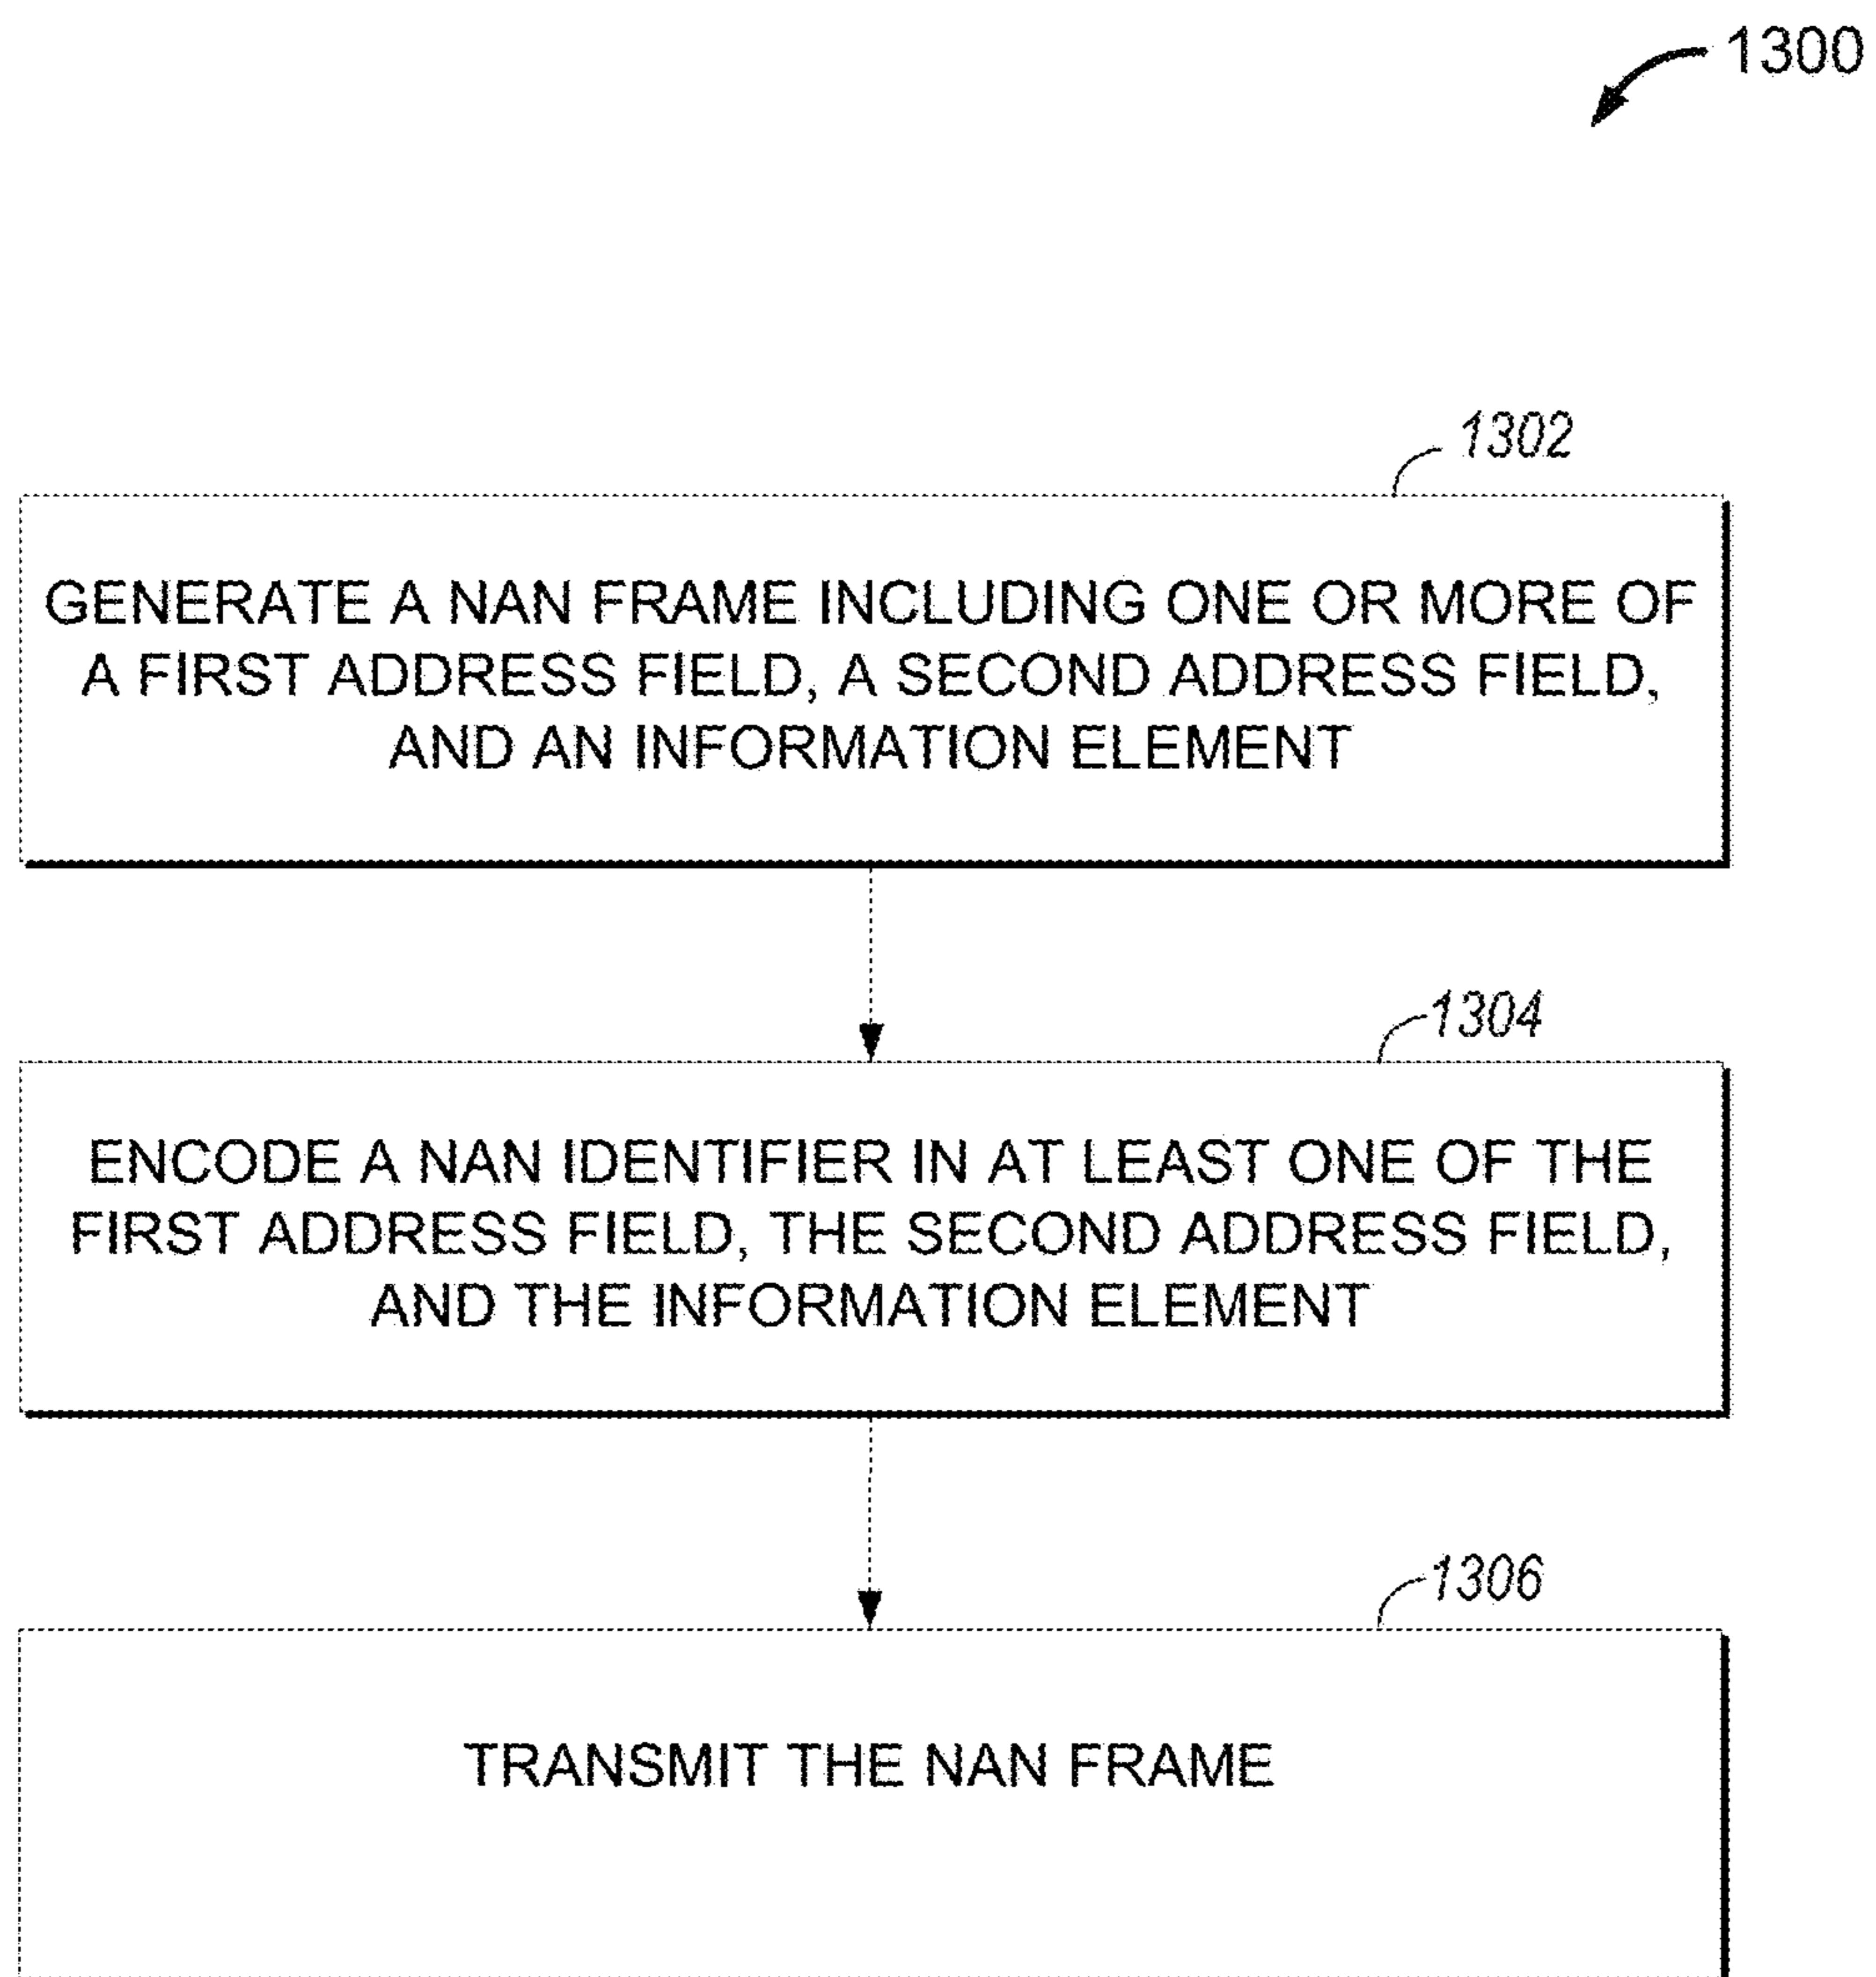 1300
1302
GENERATE A NAN FRAME INCLUDING ONE OR MORE OF
A FIRST ADDRESS FIELD, A SECOND ADDRESS FIELD,
AND AN INFORMATION ELEMENT
1304
ENCODE A NAN IDENTIFIER IN AT LEAST ONE OF THE
FIRST ADDRESS FIELD, THE SECOND ADDRESS FIELD,
AND THE INFORMATION ELEMENT
1306
TRANSMIT THE NAN FRAME